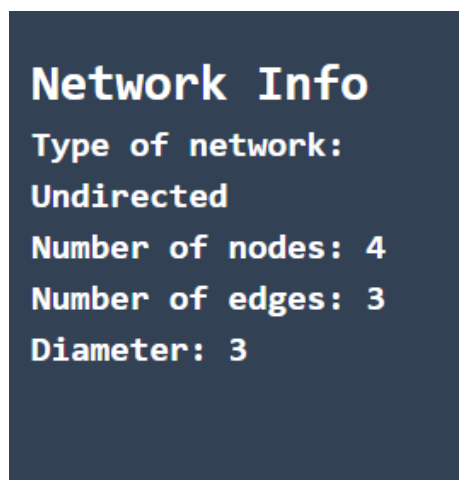 Network Info
Type of network:
Undirected
Number of nodes: 4
Number of edges: 3
Diameter: 3